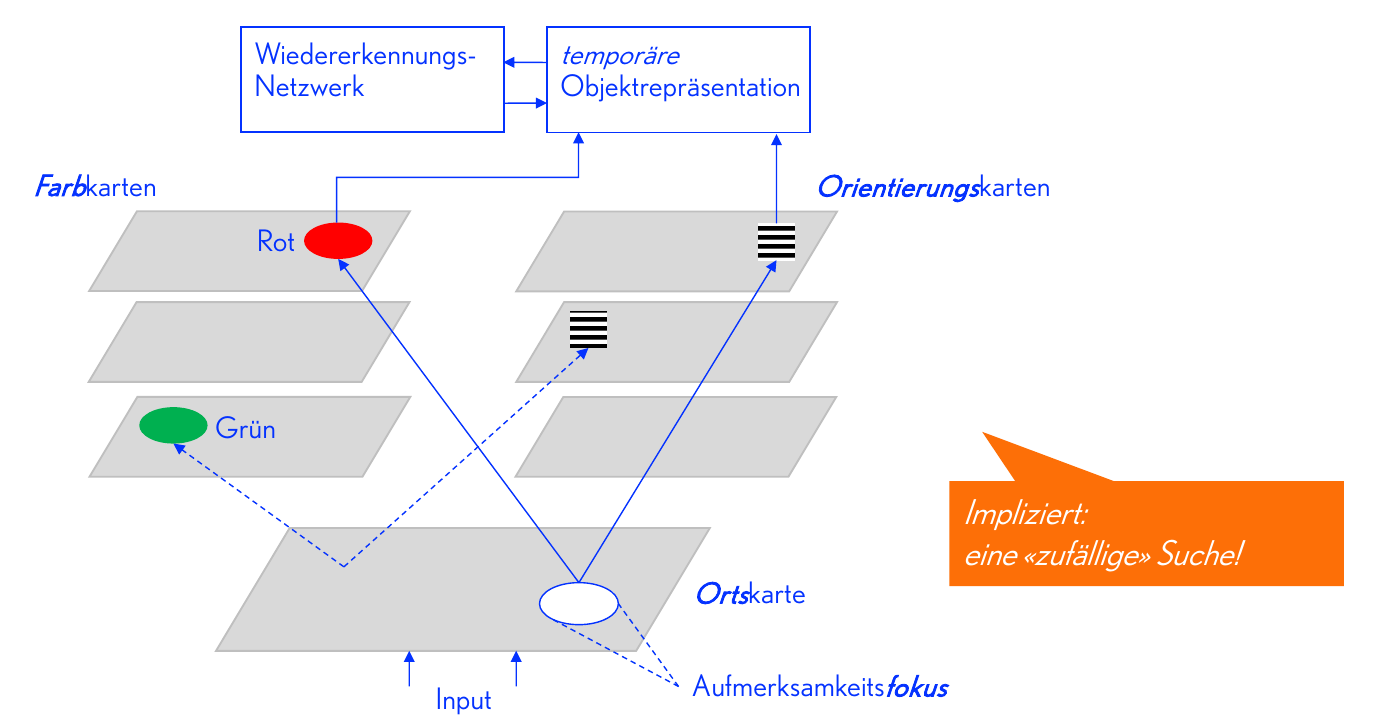 Wiedererkennungs-
Netzwerk
temporäre
Objektrepräsentation
Farbkarten
Orientierungskarten
Rot
Grün
Impliziert:
eine «zufällige» Suche!
Ortskarte
Aufmerksamkeitsfokus
Input